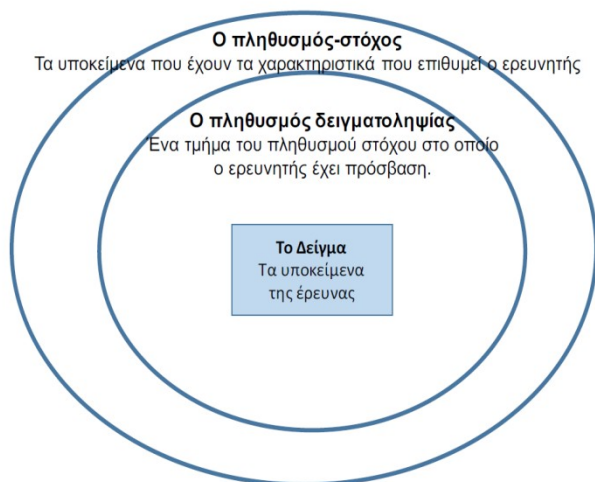 Ο πληθυσμός-στόχος
Τα υποκείμενα που έχουν τα χαρακτηριστικά που επιθυμεί ο ερευνητής
Ο πληθυσμός δειγματοληψίας
Ένα τμήμα του πληθυσμού στόχου στο οποίο
ο ερευνητής έχει πρόσβαση.
Το Δείγμα
Τα υποκείμενα
της έρευνας